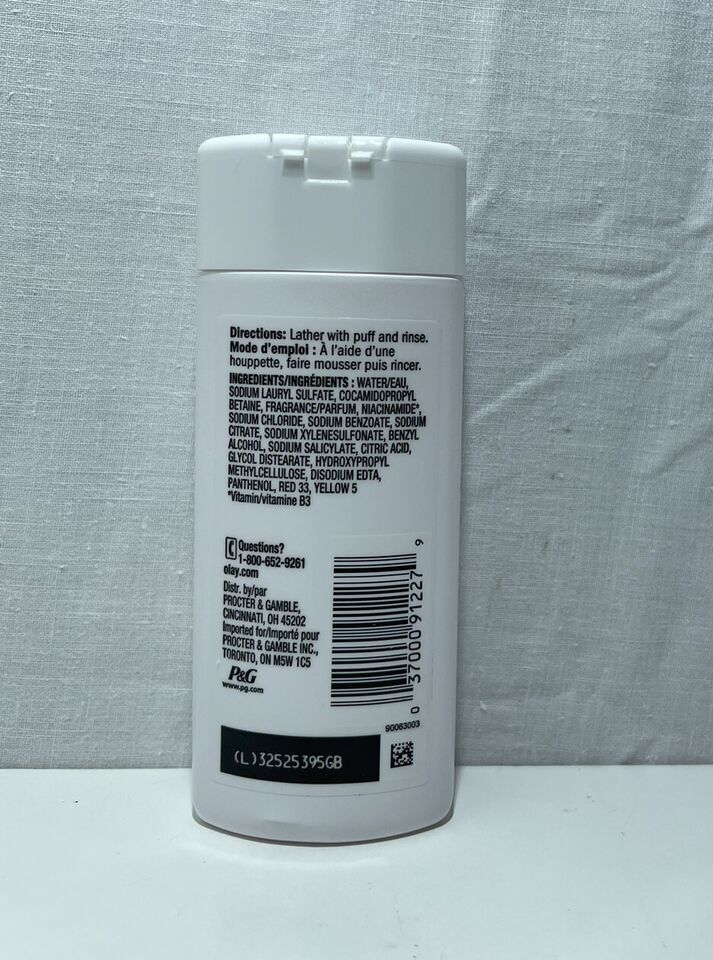 Directions: Lather with puff and rinse.
Mode d'emploi : À l'aide d'une
houppette, faire mousser puis rincer.
INGREDIENTS/INGRÉDIENTS : WATER/EAU,
SODIUM LAURYL SULFATE, COCAMIDOPROPYL
BETAINE, FRAGRANCE/PARFUM, NIACINAMIDE*,
SODIUM CHLORIDE, SODIUM BENZOATE, SODIUM
CITRATE, SODIUM XYLENESULFONATE, BENZYL
ALCOHOL, SODIUM SALICYLATE, CITRIC ACID,
GLYCOL DISTEARATE, HYDROXYPROPYL
METHYLCELLULOSE, DISODIUM EDTA,
PANTHENOL, RED 33, YELLOW 5
*Vitamin/vitamine B3
Questions?
1-800-652-9261
olay.com
Distr. by/par
PROCTER & GAMBLE,
CINCINNATI, OH 45202
Imported for/Importé pour
PROCTER & GAMBLE INC.,
TORONTO, ON M5W 1C5
P&G
www.pg.com
0 37000 91227 9
90063003
(L)32525395GB